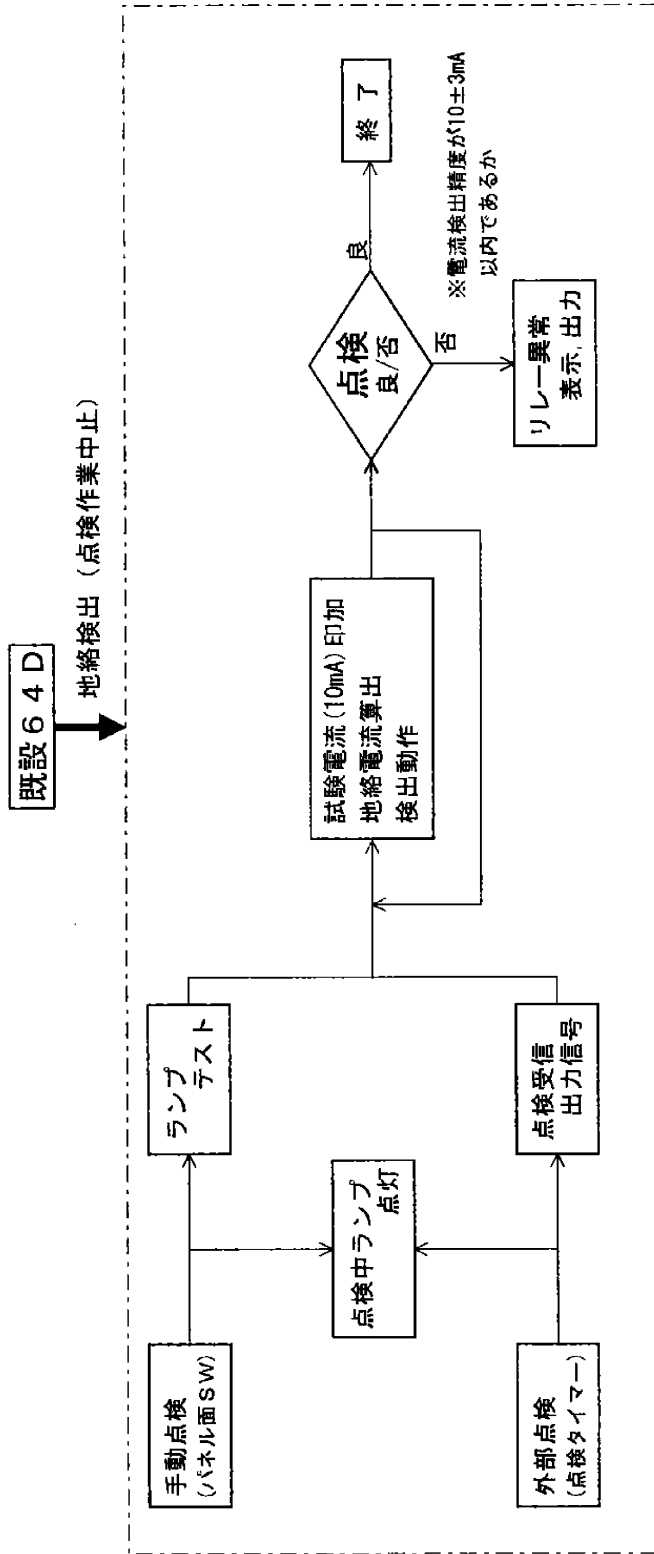 既設64D
地絡検出(点検作業中止)
手動点検
(パネル面SW)
ランプ
テスト
点検中ランプ
点灯
外部点検
(点検タイマー)
点検受信
出力信号
試験電流(10mA)印加
地絡電流算出
検出動作
点検
良/否
良
終了
否
※電流検出精度が10±3mA
以内であるか
リレー異常
表示,出力